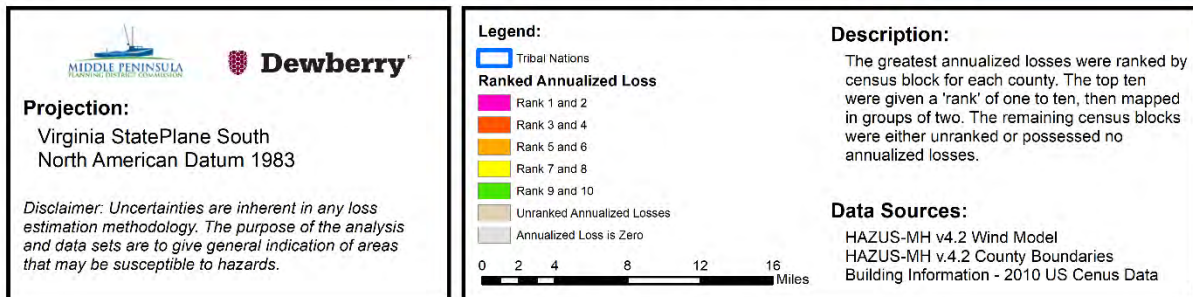 MIDDLE PENINSULA
PLANNING DISTRICT COMMISSION
Dewberry
Projection:
Virginia StatePlane South
North American Datum 1983
Disclaimer: Uncertainties are inherent in any loss
estimation methodology. The purpose of the analysis
and data sets are to give general indication of areas
that may be susceptible to hazards.
Legend:
Tribal Nations
Ranked Annualized Loss
Rank 1 and 2
Rank 3 and 4
Rank 5 and 6
Rank 7 and 8
Rank 9 and 10
Unranked Annualized Losses
Annualized Loss is Zero
0 2 4 8 12 16
Miles
Description:
The greatest annualized losses were ranked by
census block for each county. The top ten
were given a 'rank' of one to ten, then mapped
in groups of two. The remaining census blocks
were either unranked or possessed no
annualized losses.
Data Sources:
HAZUS-MH v4.2 Wind Model
HAZUS-MH v.4.2 County Boundaries
Building Information - 2010 US Cenus Data